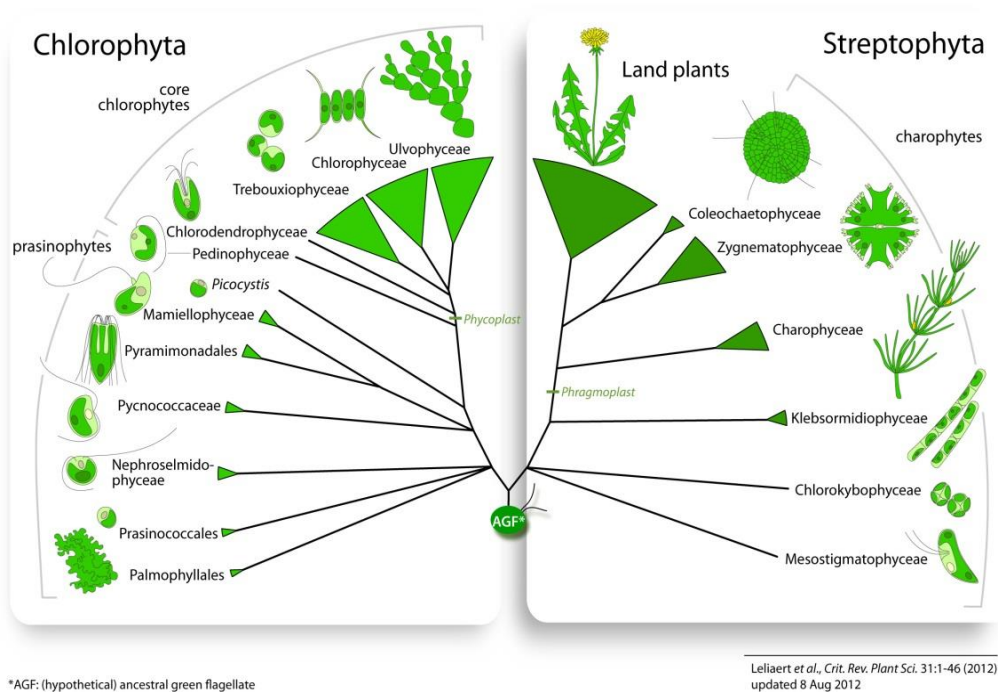 Chlorophyta
core
chlorophytes
Ulvophyceae
Chlorophyceae
Trebouxiophyceae
Chlorodendrophyceae
prasinophytes
Pedinophyceae
Picocystis
Mamiellophyceae
Phycoplast
Pyramimonadales
Pycnococcaceae
Nephroselmido-
phyceae
Prasinococcales
Palmophyllales
AGF*
Streptophyta
Land plants
charophytes
Coleochaetophyceae
Zygnematophyceae
Charophyceae
Phragmoplast
Klebsormidiophyceae
Chlorokybophyceae
Mesostigmatophyceae
*AGF: (hypothetical) ancestral green flagellate
Leliaert et al., Crit. Rev. Plant Sci. 31:1-46 (2012)
updated 8 Aug 2012